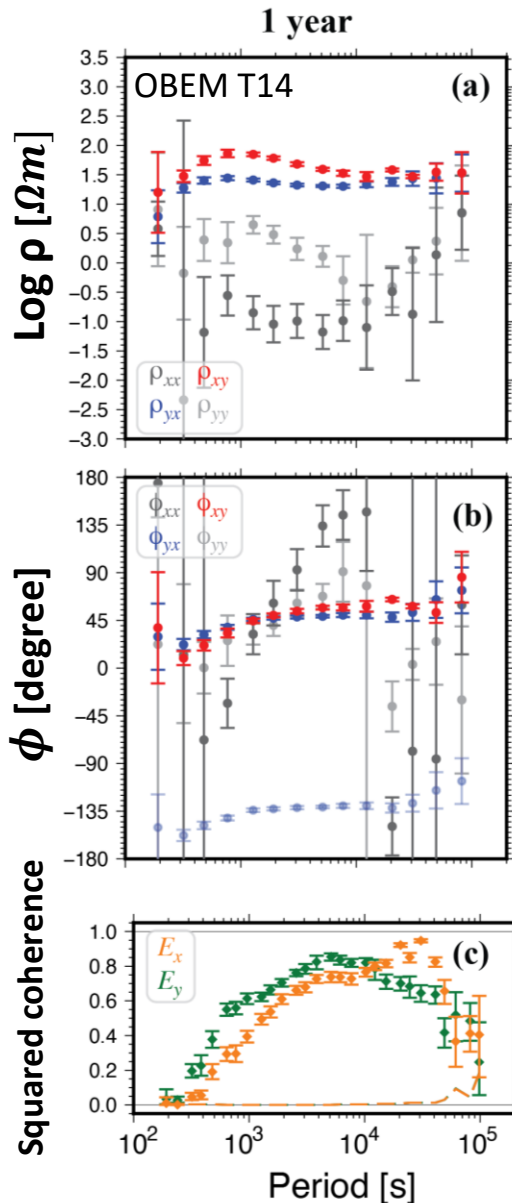 1 year
OBEM T14
(a)
Log ρ [Ωm]
3.5
3.0
2.5
2.0
1.5
1.0
0.5
0.0
−0.5
−1.0
−1.5
−2.0
−2.5
−3.0
ρxx ρxy
ρyx ρyy
(b)
ϕ [degree]
180
135
90
45
0
−45
−90
−135
−180
ϕxx ϕxy
ϕyx ϕyy
(c)
Squared coherence
1.0
0.8
0.6
0.4
0.2
0.0
Ex
Ey
10² 10³ 10⁴ 10⁵
Period [s]